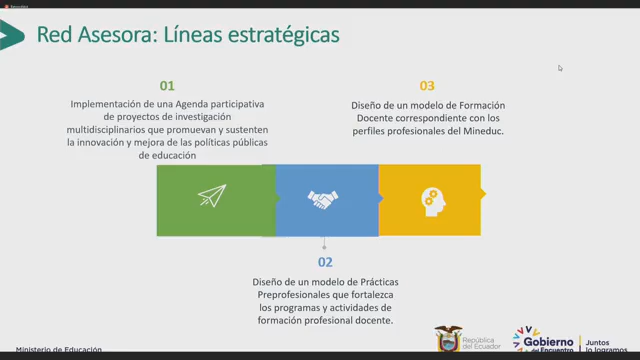 Red Asesora: Líneas estratégicas
01
Implementación de una Agenda participativa
de proyectos de investigación
multidisciplinarios que promuevan y sustenten
la innovación y mejora de las políticas públicas
de educación
03
Diseño de un modelo de Formación
Docente correspondiente con los
perfiles profesionales del Mineduc.
02
Diseño de un modelo de Prácticas
Preprofesionales que fortalezca
los programas y actividades de
formación profesional docente.
Ministerio de Educación
República
del Ecuador
Gobierno
del Encuentro
Juntos
lo logramos